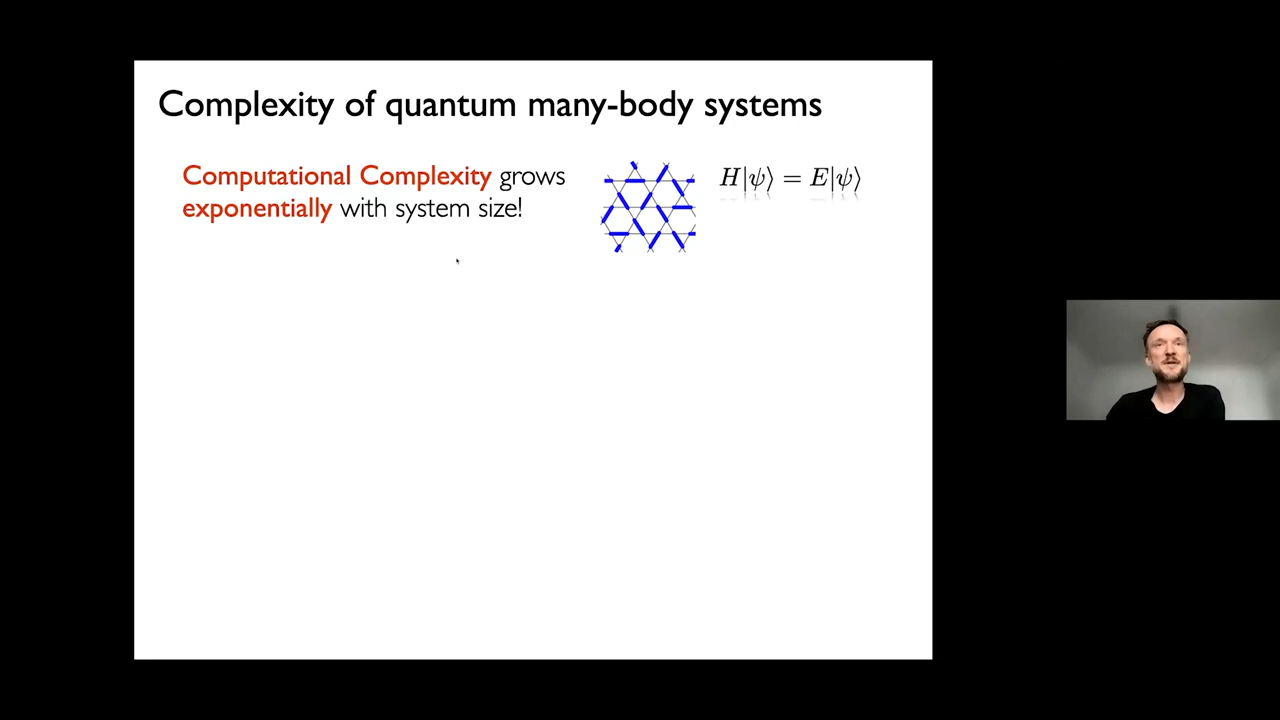 Complexity of quantum many-body systems
Computational Complexity grows
exponentially with system size!
H|ψ⟩ = E|ψ⟩